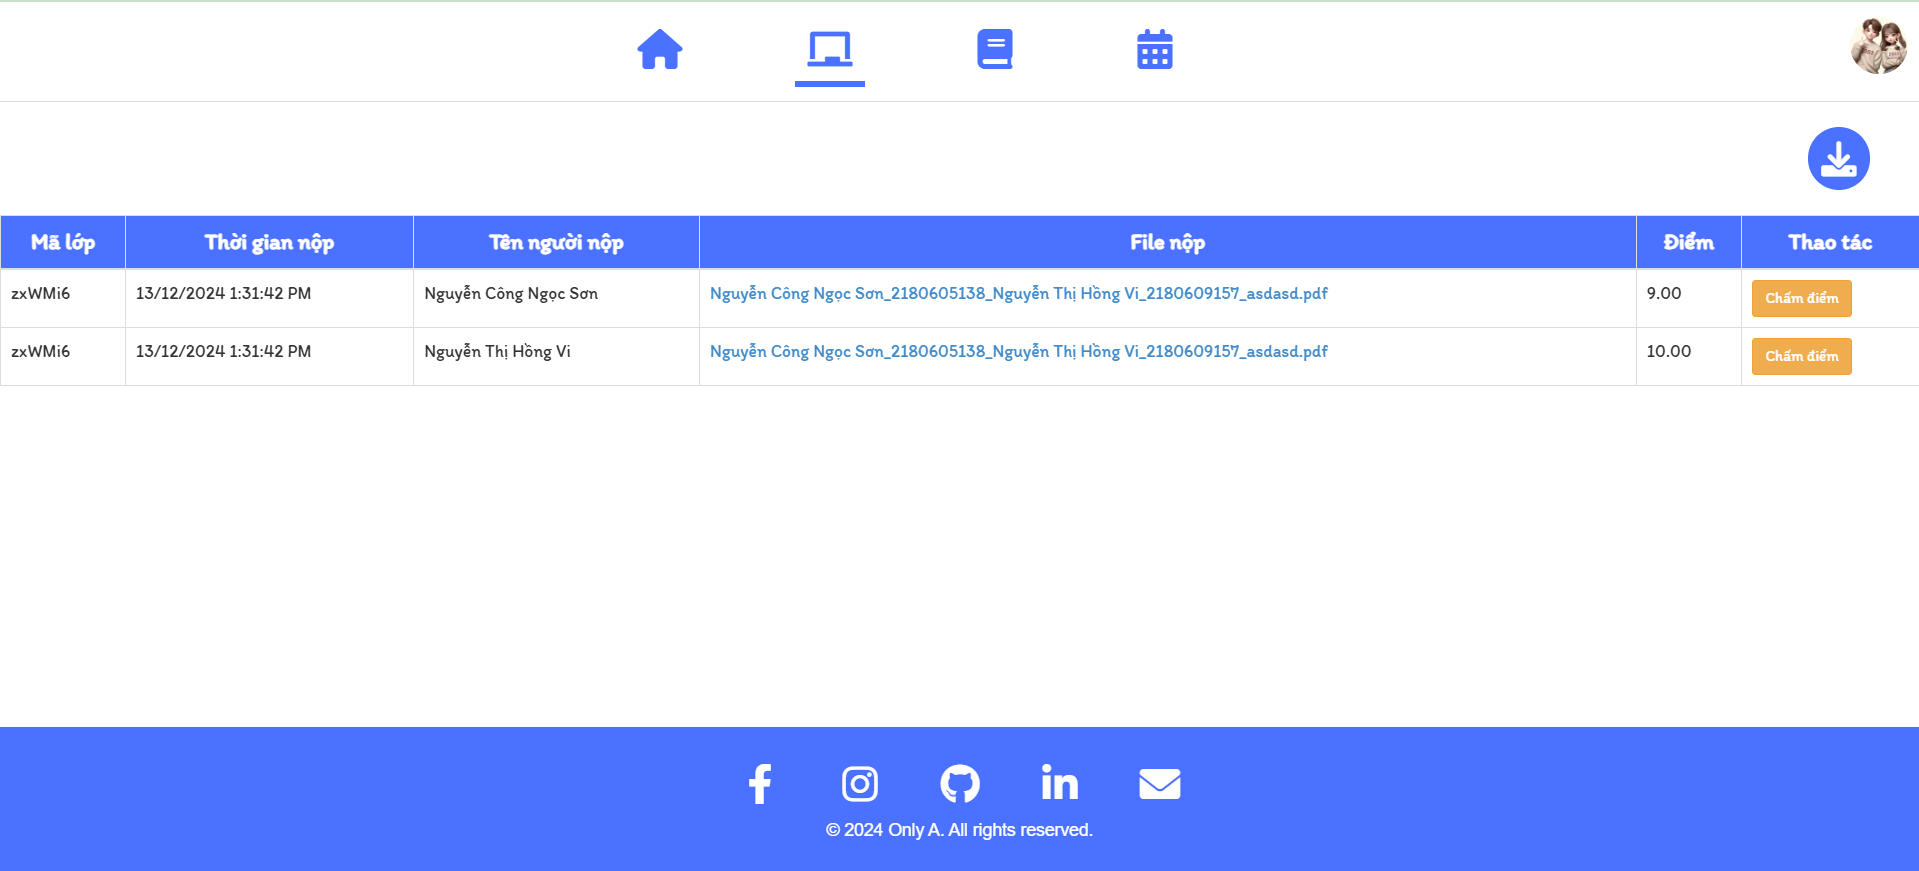 Mã lớp Thời gian nộp Tên người nộp File nộp Điểm Thao tác
zxWMi6 13/12/2024 1:31:42 PM Nguyễn Công Ngọc Sơn Nguyễn Công Ngọc Sơn_2180605138_Nguyễn Thị Hồng Vi_2180609157_asdasd.pdf 9.00 Chấm điểm
zxWMi6 13/12/2024 1:31:42 PM Nguyễn Thị Hồng Vi Nguyễn Công Ngọc Sơn_2180605138_Nguyễn Thị Hồng Vi_2180609157_asdasd.pdf 10.00 Chấm điểm
© 2024 Only A. All rights reserved.